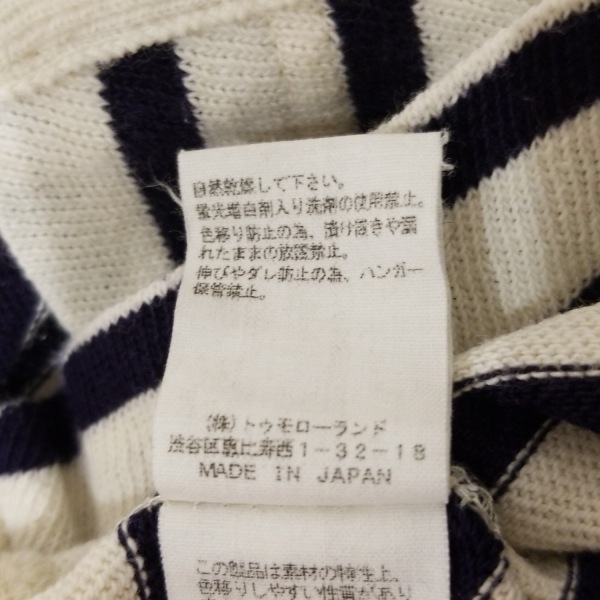 自然乾燥して下さい。
蛍光増白剤入り洗剤の使用禁止。
色移り防止の為、漬け置きや濡
れたままの放置禁止。
伸びやダレ防止の為、ハンガー
保管禁止。
(株)トゥモローランド
渋谷区恵比寿西1-32-18
MADE IN JAPAN
この製品は素材の特性上、
色移りしやすい性質があり